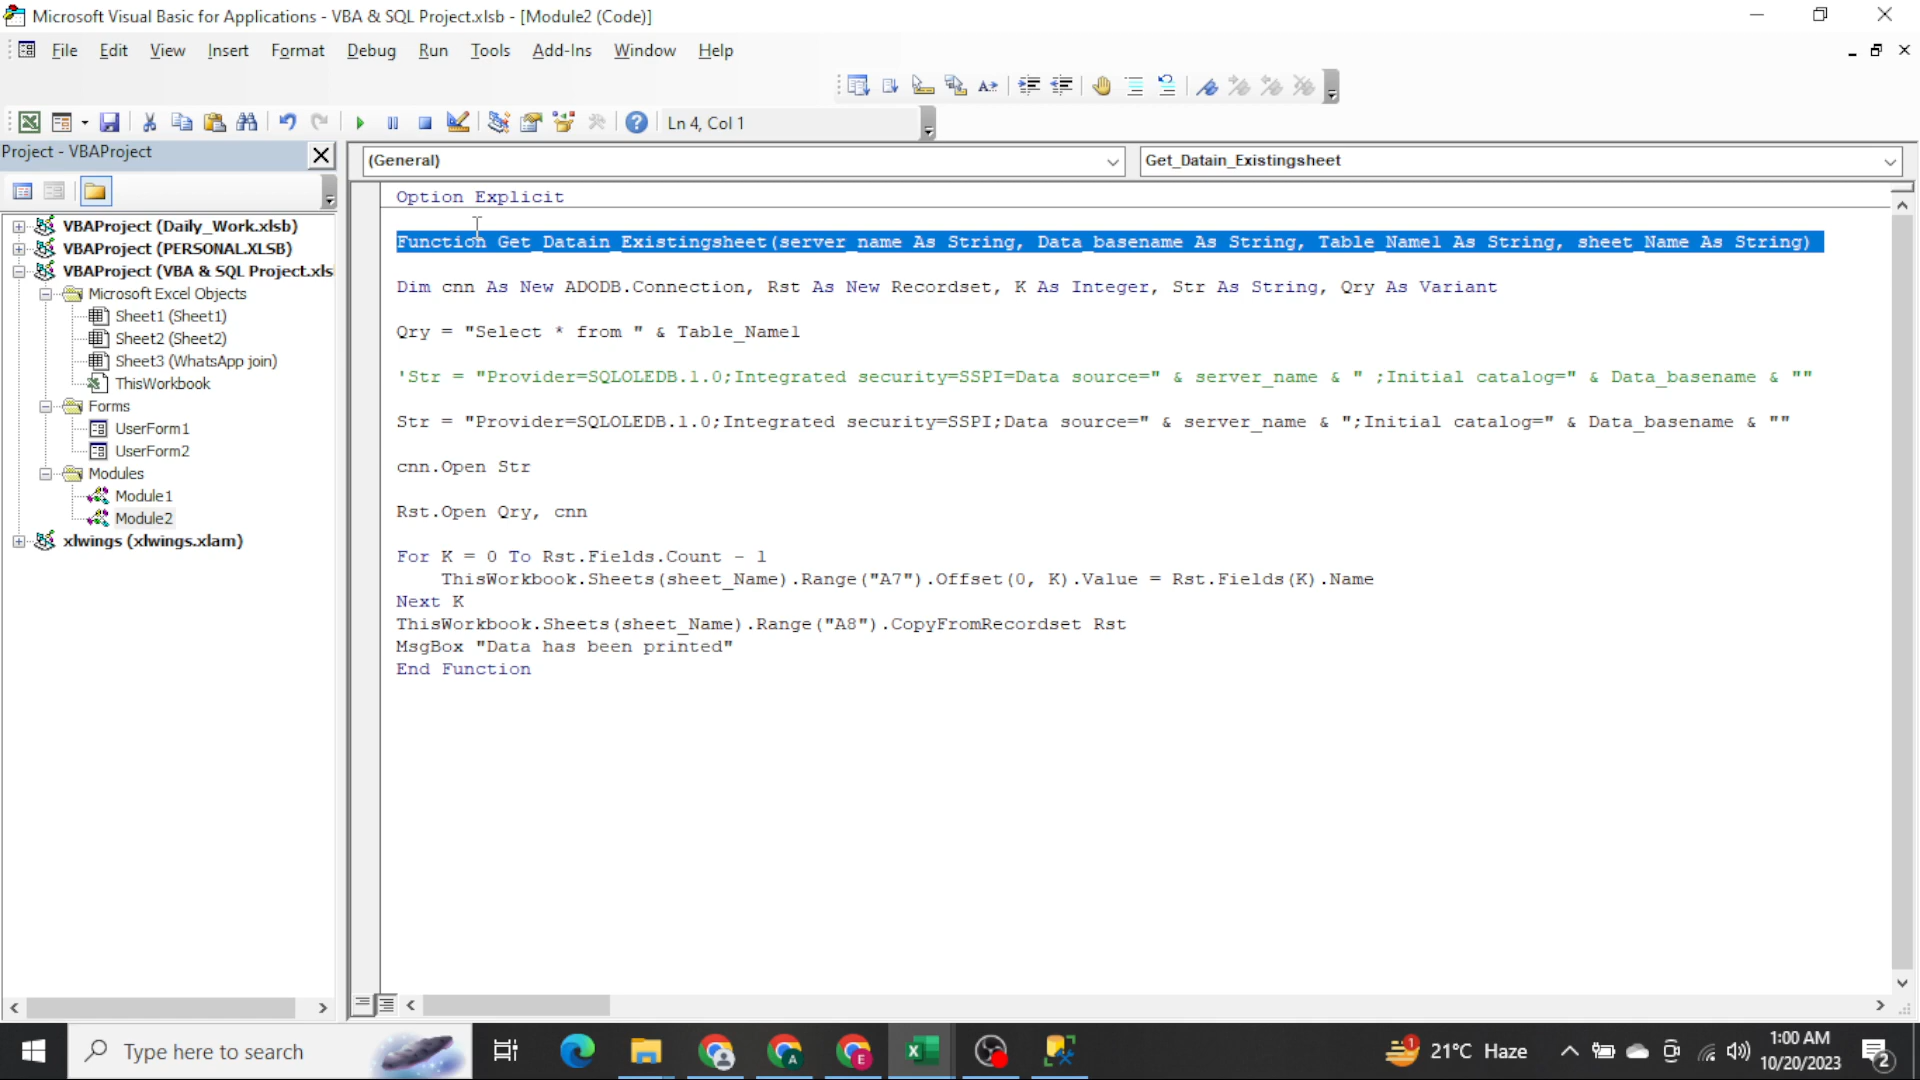 Microsoft Visual Basic for Applications - VBA & SQL Project.xlsb - [Module2 (Code)]
File Edit View Insert Format Debug Run Tools Add-Ins Window Help
Ln 4, Col 1
Project - VBAProject
(General)
Get_Datain_Existingsheet
VBAProject (Daily_Work.xlsb)
VBAProject (PERSONAL.XLSB)
VBAProject (VBA & SQL Project.xls
Microsoft Excel Objects
Sheet1 (Sheet1)
Sheet2 (Sheet2)
Sheet3 (WhatsApp join)
ThisWorkbook
Forms
UserForm1
UserForm2
Modules
Module1
Module2
xlwings (xlwings.xlam)
Option Explicit
Function Get_Datain_Existingsheet(server_name As String, Data_basename As String, Table_Name1 As String, sheet_Name As String)
Dim cnn As New ADODB.Connection, Rst As New Recordset, K As Integer, Str As String, Qry As Variant
Qry = "Select * from " & Table_Name1
'Str = "Provider=SQLOLEDB.1.0;Integrated security=SSPI=Data source=" & server_name & " ;Initial catalog=" & Data_basename & ""
Str = "Provider=SQLOLEDB.1.0;Integrated security=SSPI;Data source=" & server_name & ";Initial catalog=" & Data_basename & ""
cnn.Open Str
Rst.Open Qry, cnn
For K = 0 To Rst.Fields.Count - 1
ThisWorkbook.Sheets(sheet_Name).Range("A7").Offset(0, K).Value = Rst.Fields(K).Name
Next K
ThisWorkbook.Sheets(sheet_Name).Range("A8").CopyFromRecordset Rst
MsgBox "Data has been printed"
End Function
Type here to search
A
E
1
21°C Haze
1:00 AM
10/20/2023
2